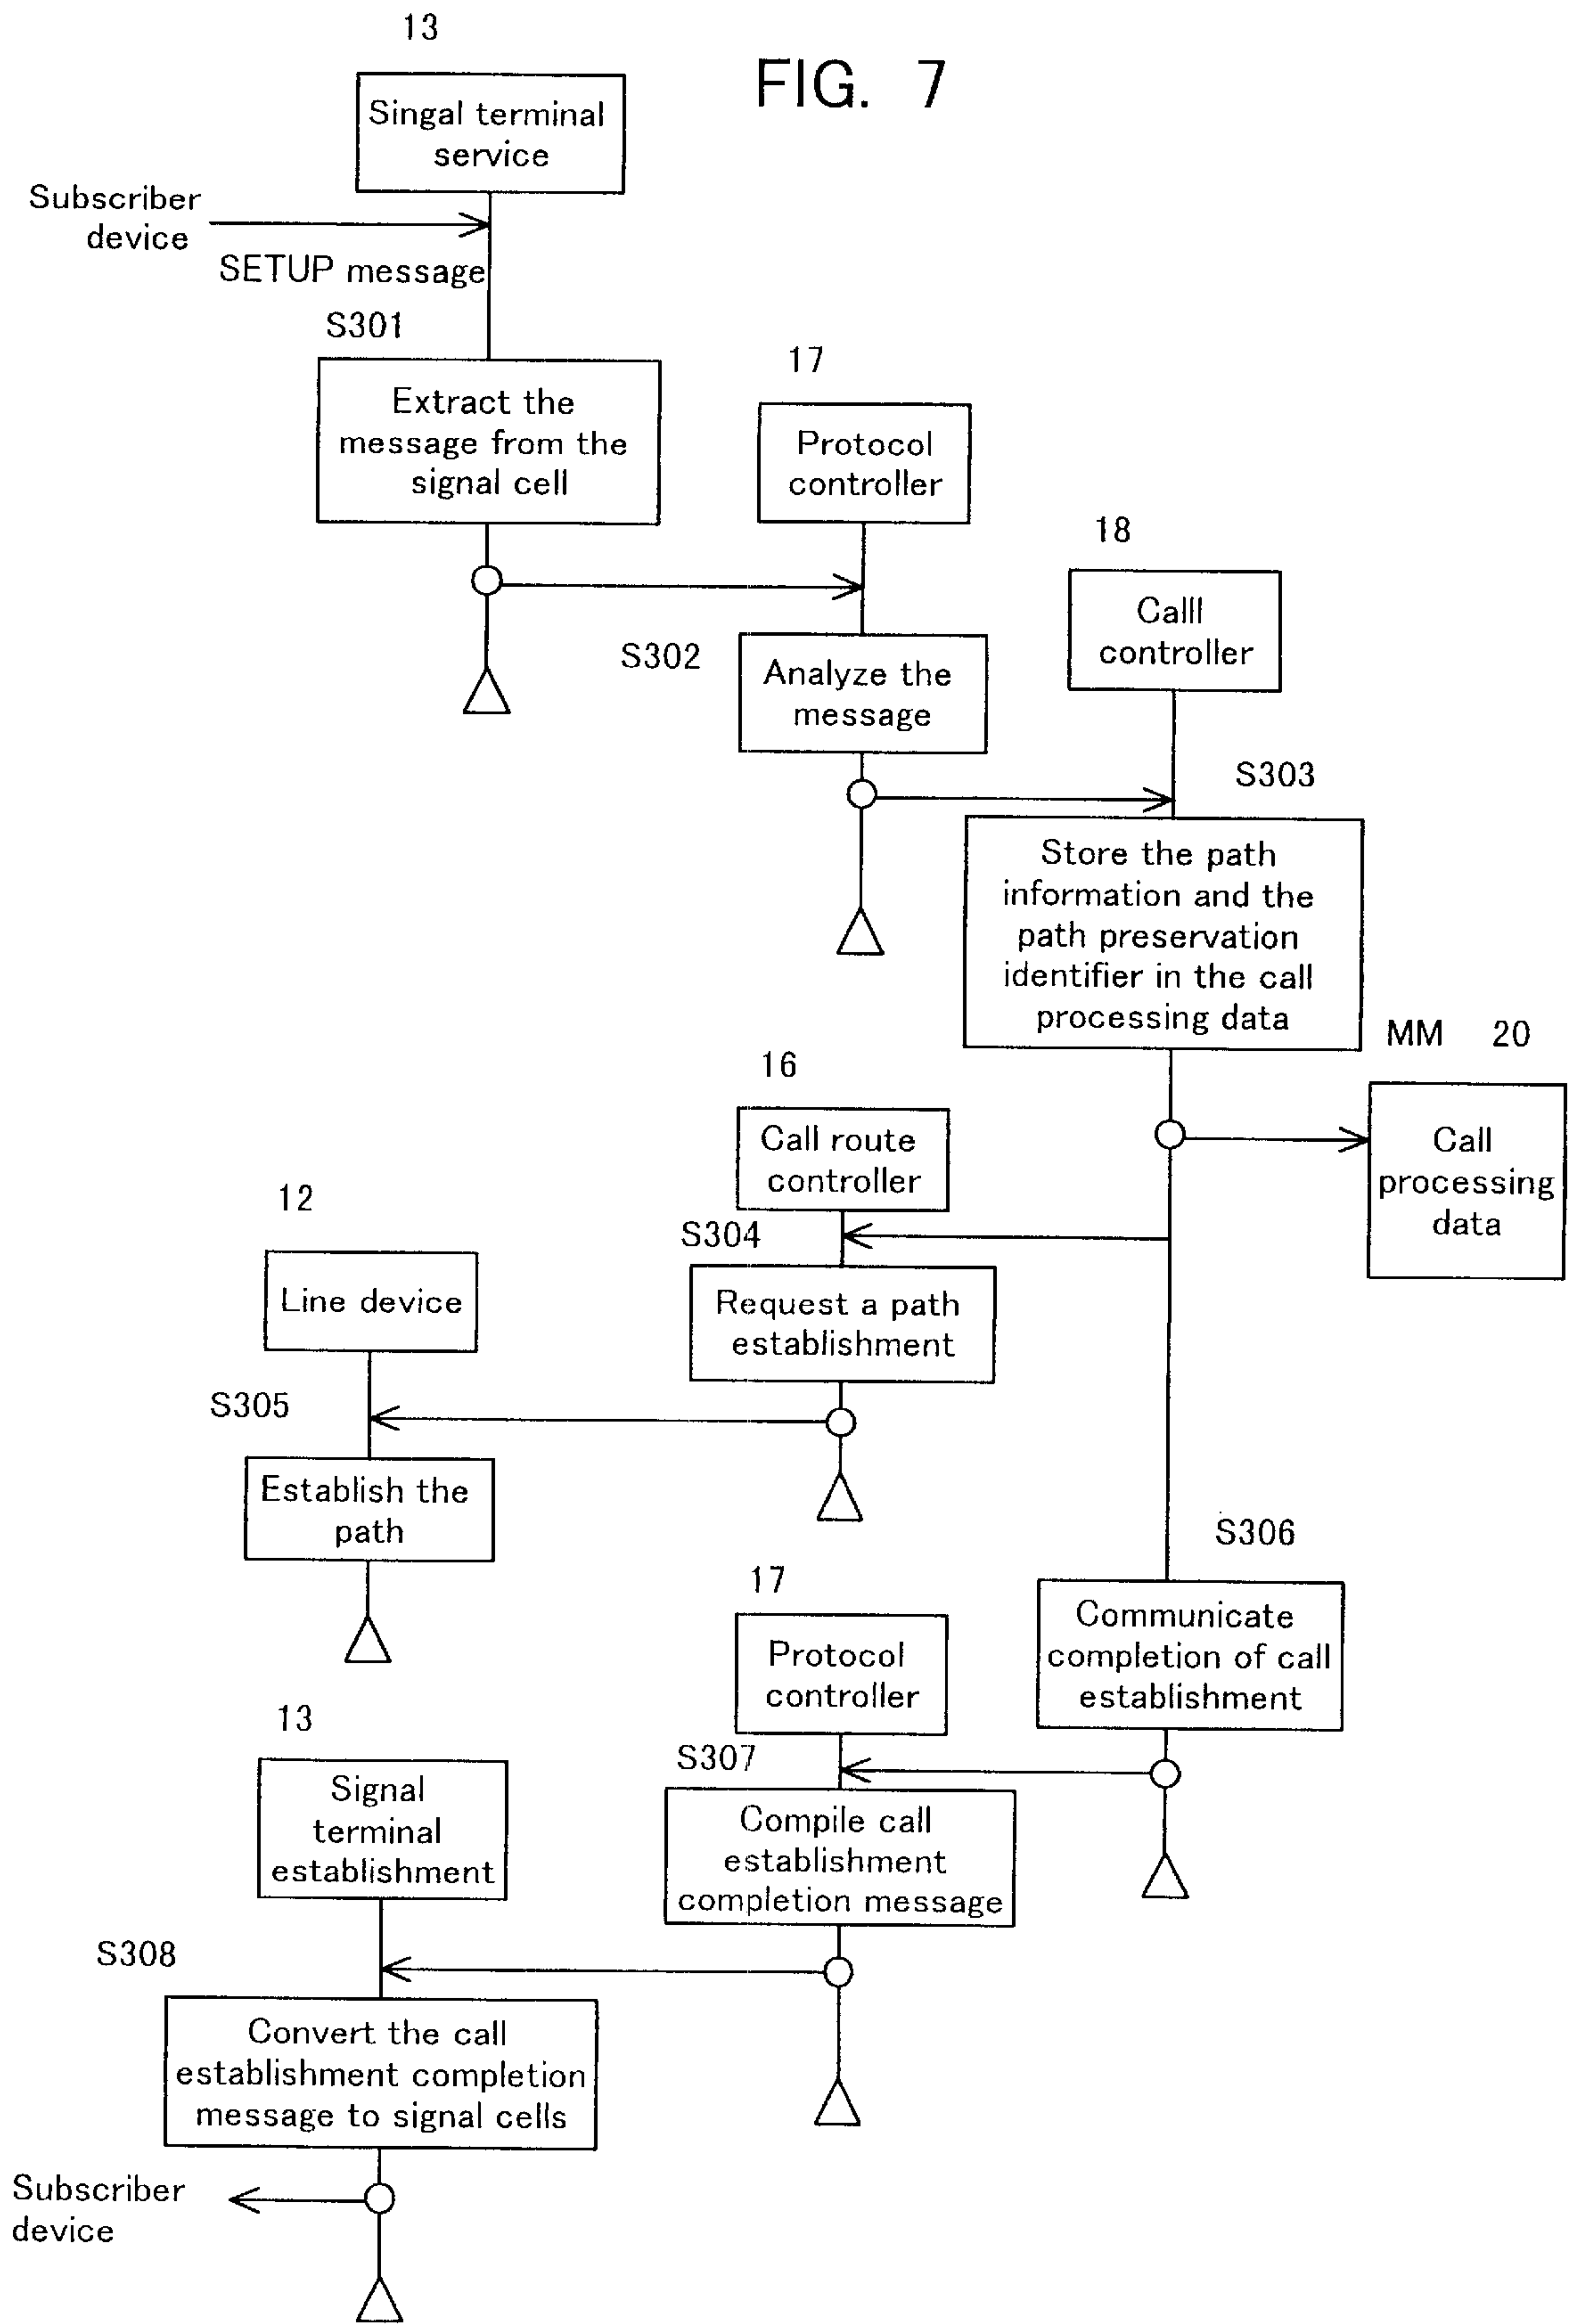 13
FIG. 7
Singal terminal
service
Subscriber
device
SETUP message
S301
Extract the
message from the
signal cell
17
Protocol
controller
18
Calll
controller
S302
Analyze the
message
S303
Store the path
information and the
path preservation
identifier in the call
processing data
MM 20
Call
processing
data
16
Call route
controller
S304
Request a path
establishment
12
Line device
S305
Establish the
path
S306
Communicate
completion of call
establishment
17
Protocol
controller
S307
Compile call
establishment
completion message
13
Signal
terminal
establishment
S308
Convert the call
establishment completion
message to signal cells
Subscriber
device